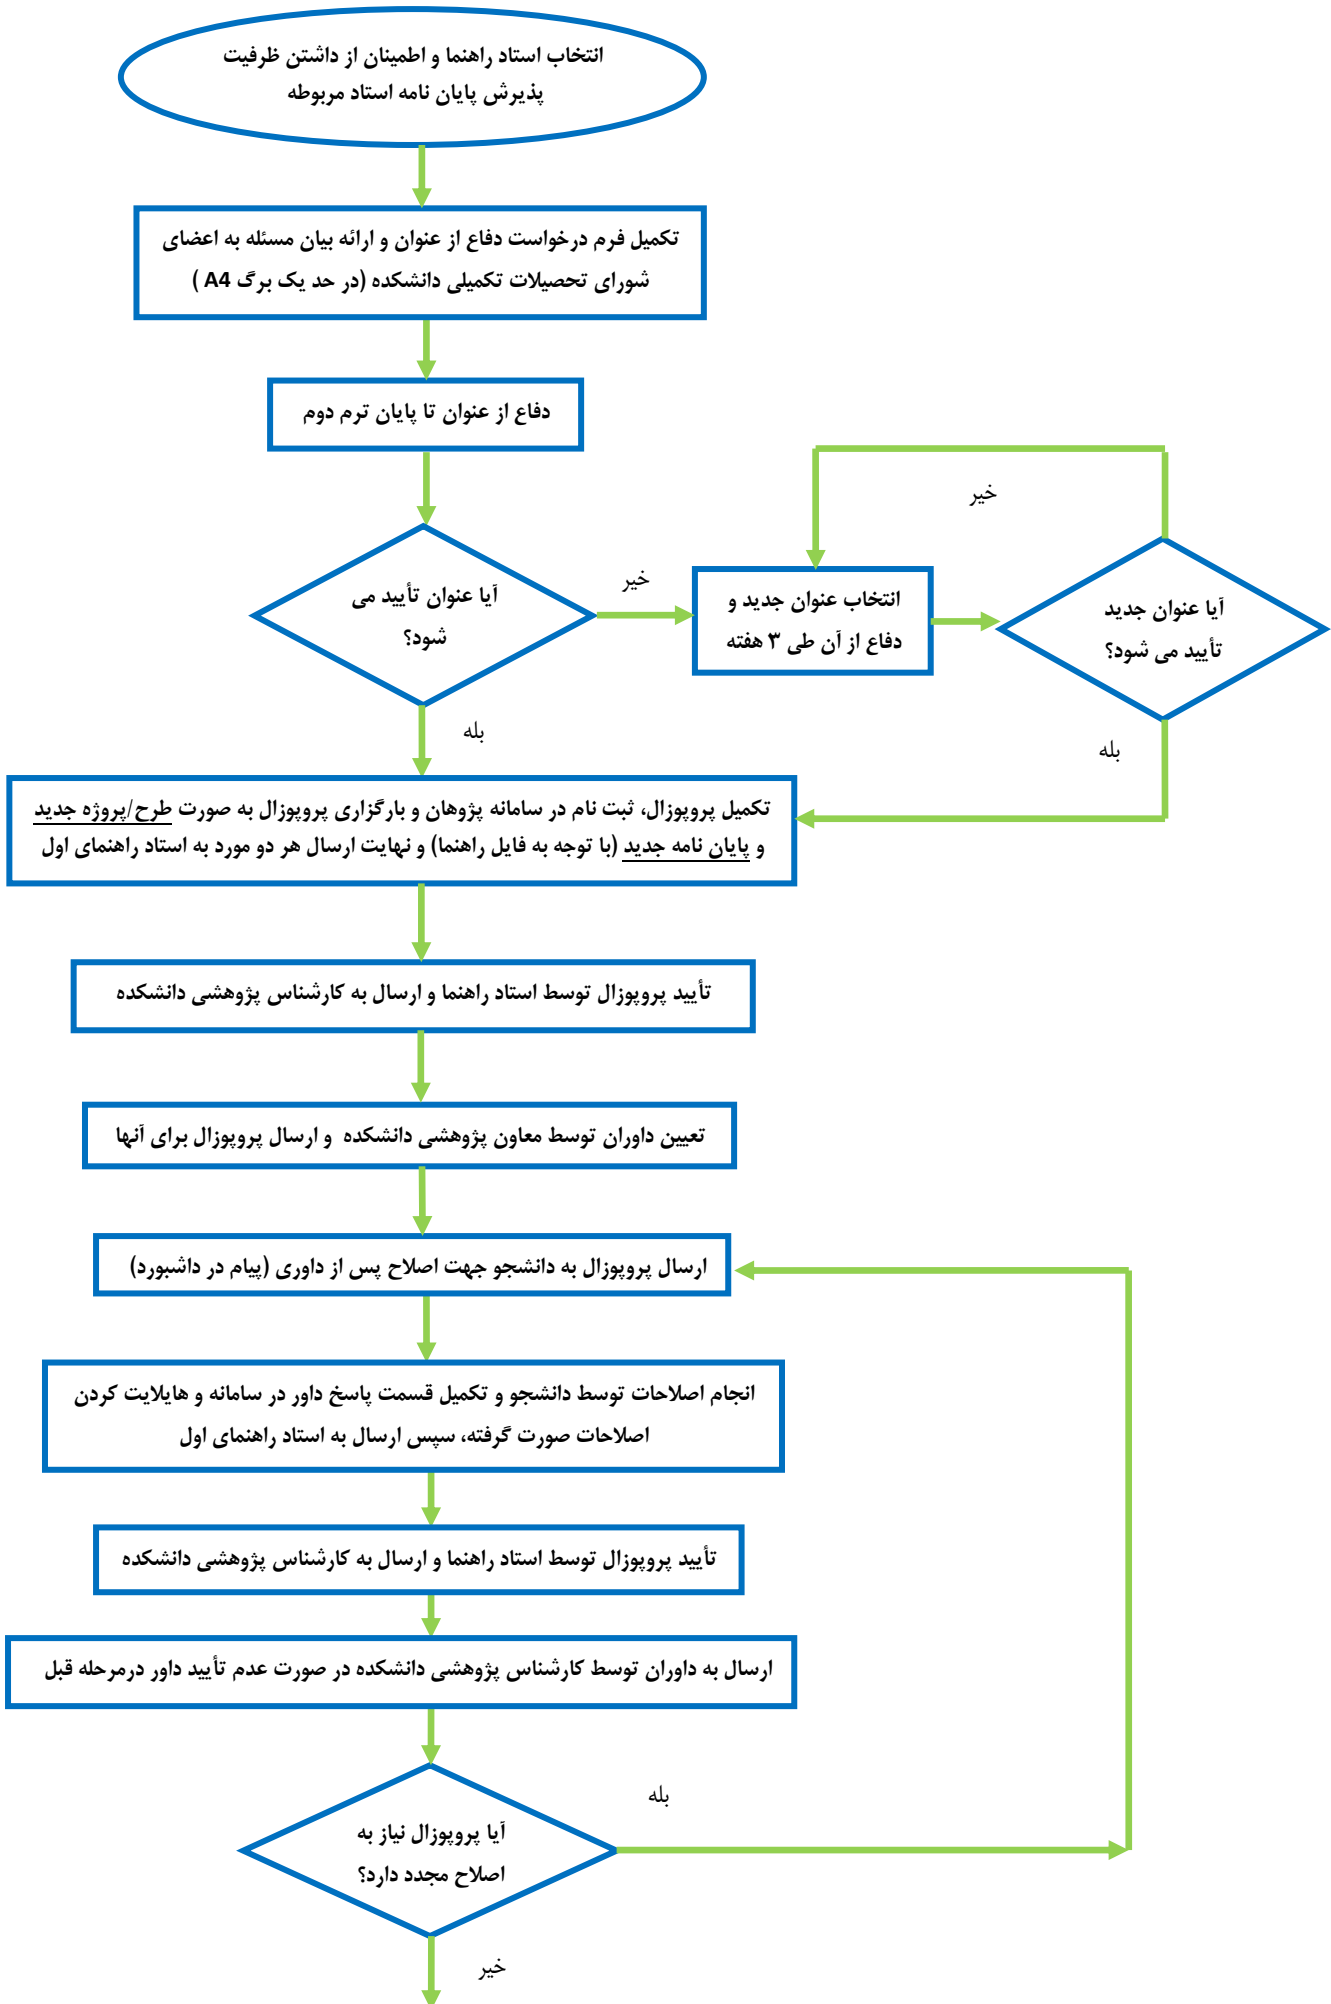 انتخاب استاد راهنما و اطمینان از داشتن ظرفیت
پذیرش پایان نامه استاد مربوطه
تکمیل فرم درخواست دفاع از عنوان و ارائه بیان مسئله به اعضای
شورای تحصیلات تکمیلی دانشکده (در حد یک برگ A4 )
دفاع از عنوان تا پایان ترم دوم
آیا عنوان تأیید می
شود؟
خیر
انتخاب عنوان جدید و
دفاع از آن طی ۳ هفته
خیر
آیا عنوان جدید
تأیید می شود؟
بله
بله
تکمیل پروپوزال، ثبت نام در سامانه پژوهان و بارگزاری پروپوزال به صورت طرح/پروژه جدید
و پایان نامه جدید (با توجه به فایل راهنما) و نهایت ارسال هر دو مورد به استاد راهنمای اول
تأیید پروپوزال توسط استاد راهنما و ارسال به کارشناس پژوهشی دانشکده
تعیین داوران توسط معاون پژوهشی دانشکده و ارسال پروپوزال برای آنها
ارسال پروپوزال به دانشجو جهت اصلاح پس از داوری (پیام در داشبورد)
انجام اصلاحات توسط دانشجو و تکمیل قسمت پاسخ داور در سامانه و هایلایت کردن
اصلاحات صورت گرفته، سپس ارسال به استاد راهنمای اول
تأیید پروپوزال توسط استاد راهنما و ارسال به کارشناس پژوهشی دانشکده
ارسال به داوران توسط کارشناس پژوهشی دانشکده در صورت عدم تأیید داور درمرحله قبل
آیا پروپوزال نیاز به
اصلاح مجدد دارد؟
بله
خیر